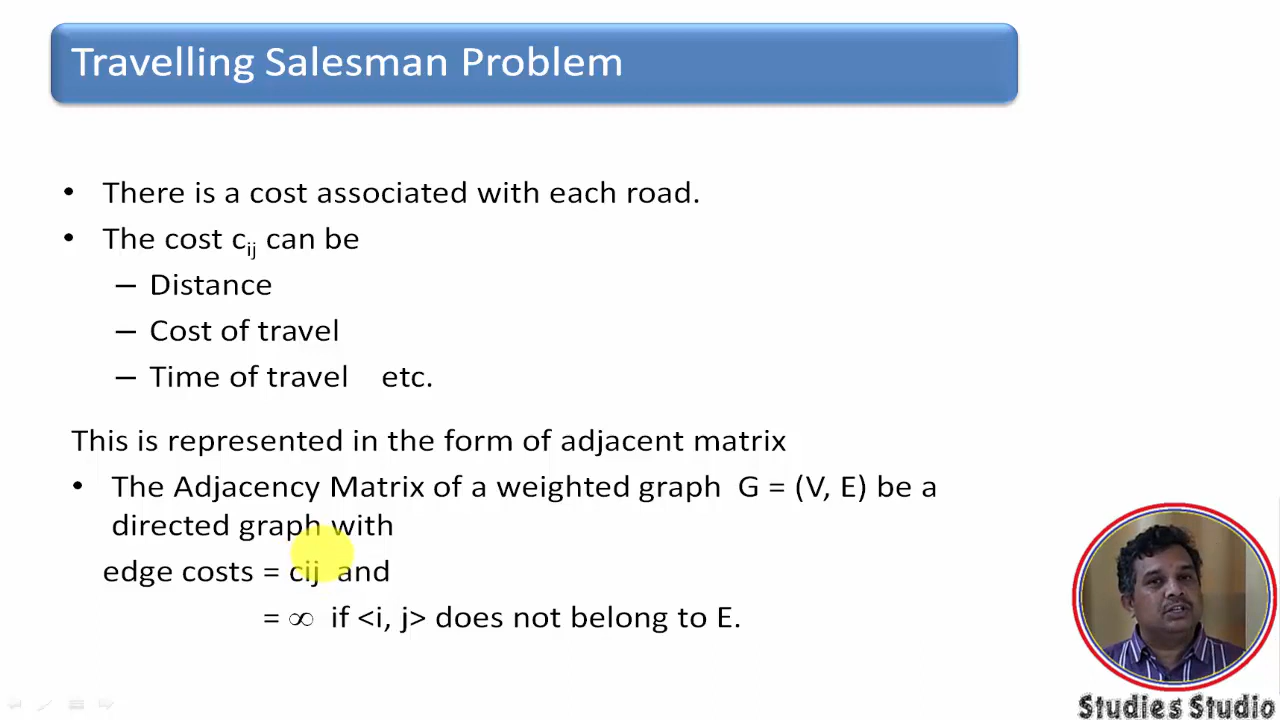 Travelling Salesman Problem
• There is a cost associated with each road.
• The cost cij can be
– Distance
– Cost of travel
– Time of travel etc.
This is represented in the form of adjacent matrix
• The Adjacency Matrix of a weighted graph G = (V, E) be a
directed graph with
edge costs = cij and
= ∞ if <i, j> does not belong to E.
Studies Studio